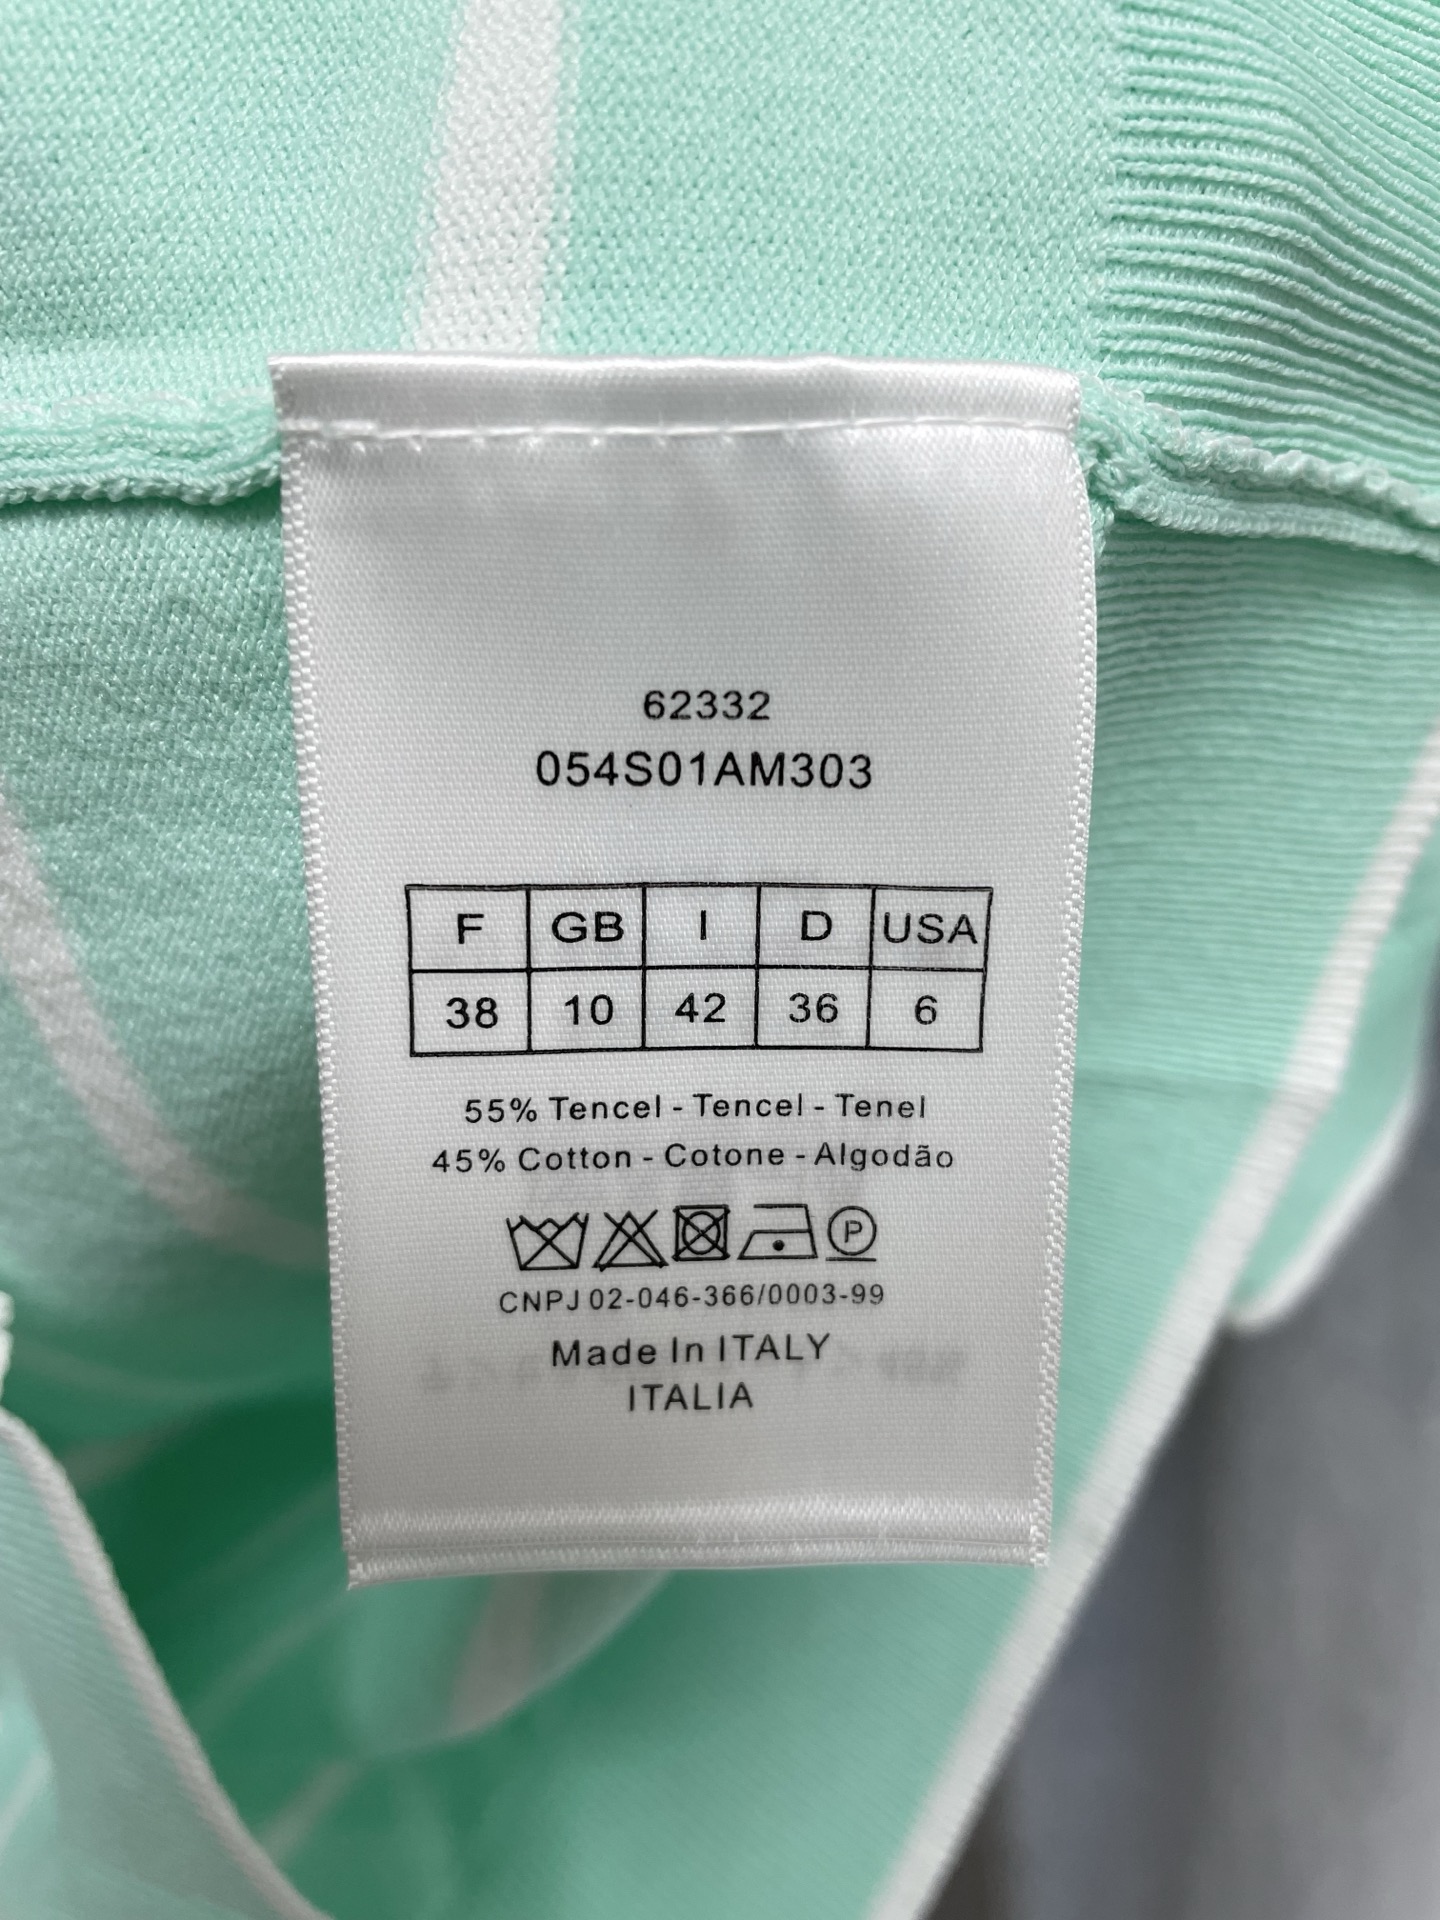 62332
054S01AM303
F GB I D USA
38 10 42 36 6
55% Tencel - Tencel - Tenel
45% Cotton - Cotone - Algodão
P
CNPJ 02-046-366/0003-99
Made In ITALY
ITALIA